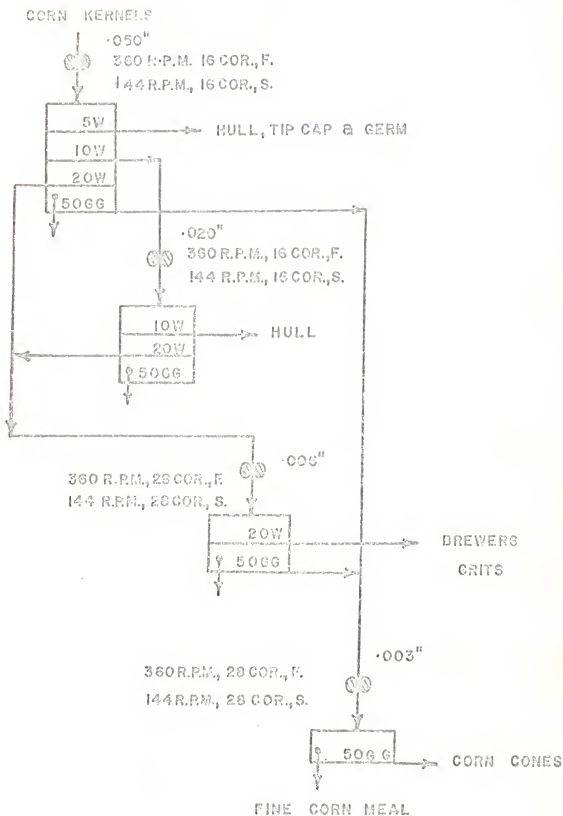 CORN KERNELS
.050"
360 R.P.M. 16 COR., F.
144 R.P.M., 16 COR., S.
5W
HULL, TIP CAP & GERM
10W
20W
50GG
.020"
360 R.P.M., 16 COR., F.
144 R.P.M., 16 COR., S.
10W
HULL
20W
50GG
.006"
360 R.P.M., 28 COR., F.
144 R.P.M., 28 COR., S.
20W
BREWERS
50GG
GRITS
.003"
360 R.P.M., 28 COR., F.
144 R.P.M., 28 COR., S.
50GG
CORN CONES
FINE CORN MEAL